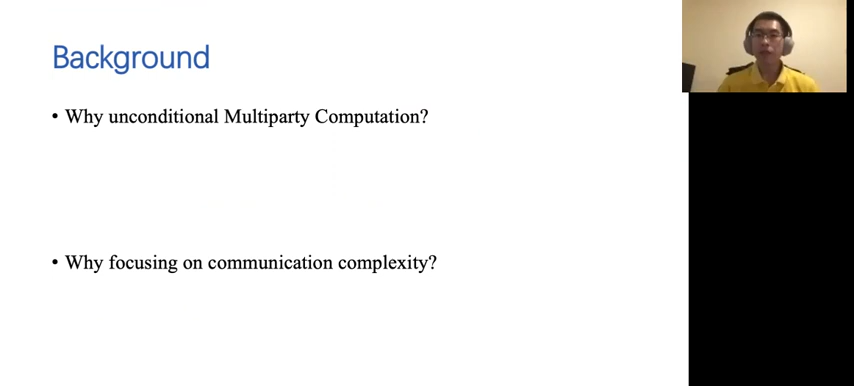 Background
• Why unconditional Multiparty Computation?
• Why focusing on communication complexity?